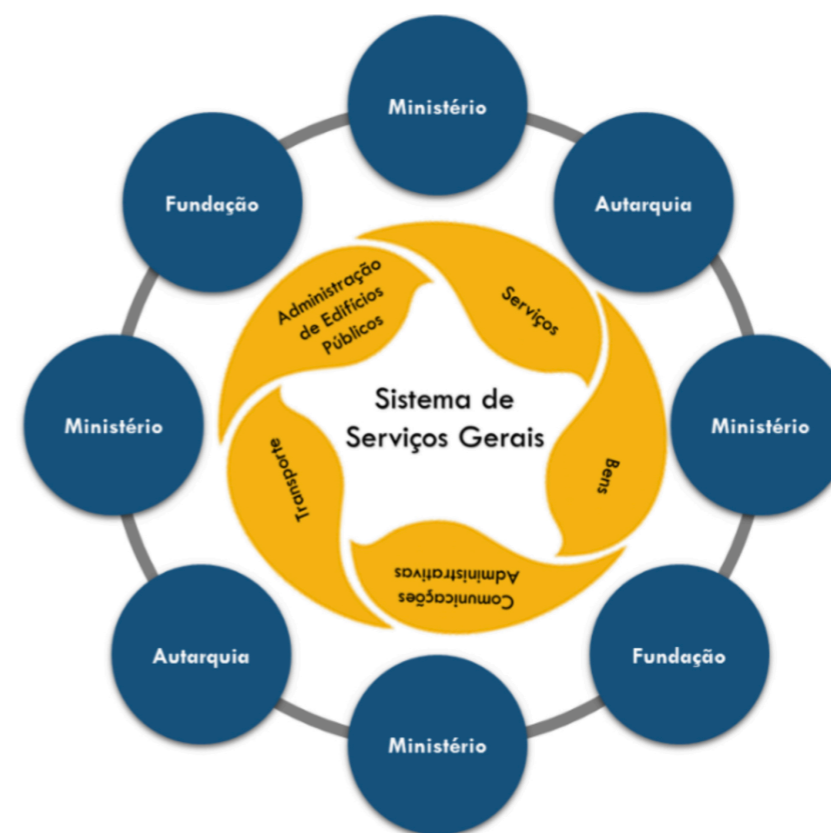 Ministério
Fundação
Autarquia
Administração
de Edifícios
Públicos
Serviços
Sistema de
Serviços Gerais
Ministério
Ministério
Transporte
Bens
Comunicações
Administrativas
Autarquia
Fundação
Ministério